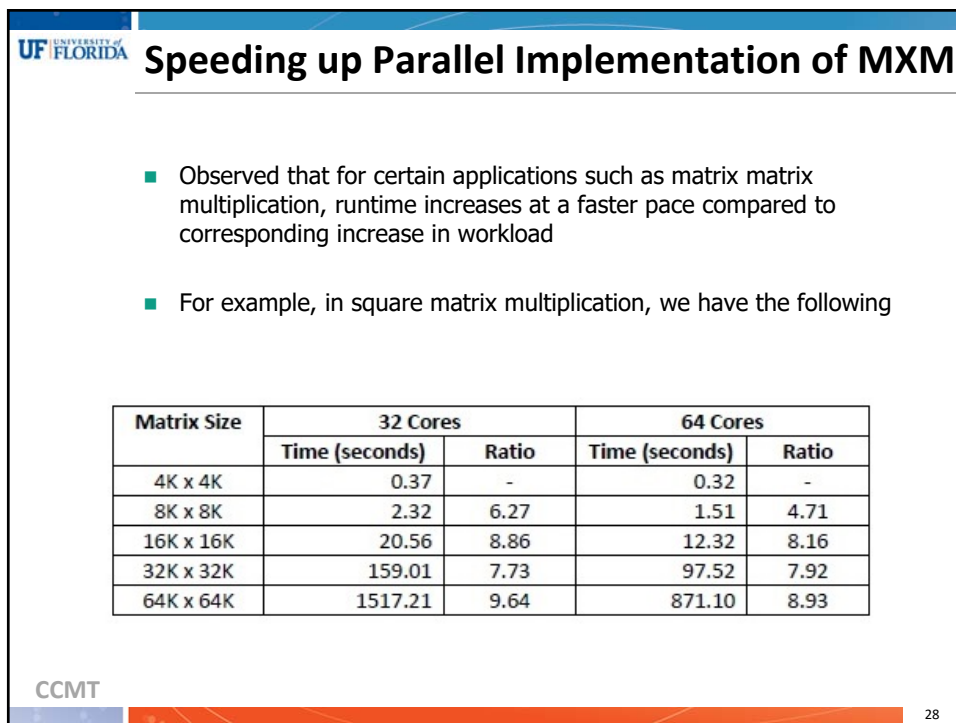 UF UNIVERSITY of FLORIDA
Speeding up Parallel Implementation of MXM
Observed that for certain applications such as matrix matrix
multiplication, runtime increases at a faster pace compared to
corresponding increase in workload
For example, in square matrix multiplication, we have the following
Matrix Size 32 Cores 64 Cores
Time (seconds) Ratio Time (seconds) Ratio
4K x 4K 0.37 - 0.32 -
8K x 8K 2.32 6.27 1.51 4.71
16K x 16K 20.56 8.86 12.32 8.16
32K x 32K 159.01 7.73 97.52 7.92
64K x 64K 1517.21 9.64 871.10 8.93
CCMT
28